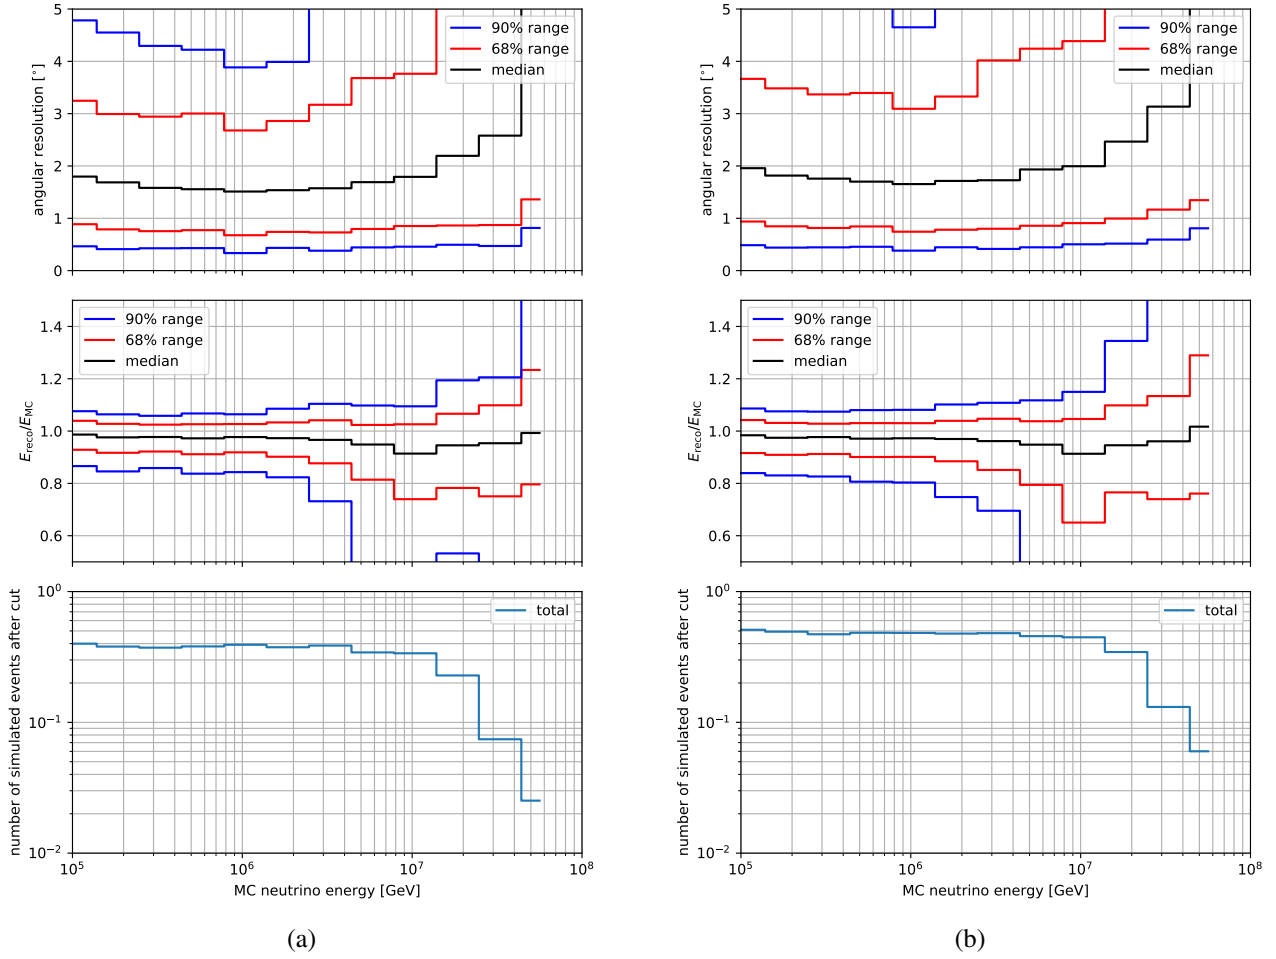 5
4
3
2
1
0
angular resolution [°]
90% range
68% range
median
1.4
1.2
1.0
0.8
0.6
E_reco/E_MC
90% range
68% range
median
10^0
10^−1
10^−2
number of simulated events after cut
total
10^5
10^6
10^7
10^8
MC neutrino energy [GeV]
(a)
5
4
3
2
1
0
angular resolution [°]
90% range
68% range
median
1.4
1.2
1.0
0.8
0.6
E_reco/E_MC
90% range
68% range
median
10^0
10^−1
10^−2
number of simulated events after cut
total
10^5
10^6
10^7
10^8
MC neutrino energy [GeV]
(b)